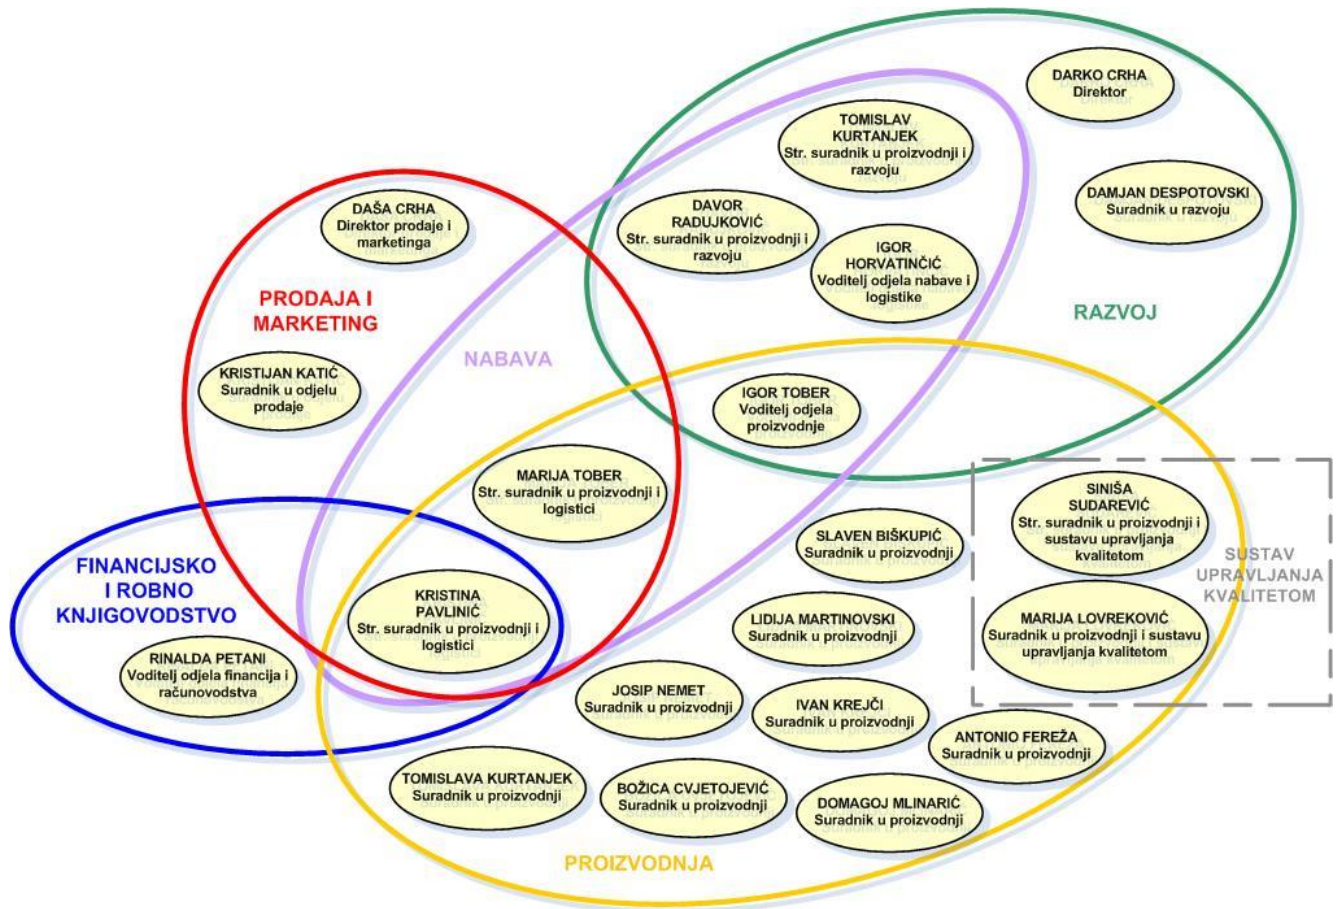 DARKO CRHA
Direktor
TOMISLAV
KURTANJEK
Str. suradnik u proizvodnji i
razvoju
DAMJAN DESPOTOVSKI
Suradnik u razvoju
DAVOR
RADUJKOVIĆ
Str. suradnik u proizvodnji i
razvoju
IGOR
HORVATINČIĆ
Voditelj odjela nabave i
logistike
RAZVOJ
DAŠA CRHA
Direktor prodaje i
marketinga
PRODAJA I
MARKETING
NABAVA
KRISTIJAN KATIĆ
Suradnik u odjelu
prodaje
IGOR TOBER
Voditelj odjela
proizvodnje
MARIJA TOBER
Str. suradnik u proizvodnji i
logistici
SINIŠA
SUDAREVIĆ
Str. suradnik u proizvodnji i
sustavu upravljanja
kvalitetom
SLAVEN BIŠKUPIĆ
Suradnik u proizvodnji
SUSTAV
UPRAVLJANJA
KVALITETOM
FINANCIJSKO
I ROBNO
KNJIGOVODSTVO
KRISTINA
PAVLINIĆ
Str. suradnik u proizvodnji i
logistici
LIDIJA MARTINOVSKI
Suradnik u proizvodnji
MARIJA LOVREKOVIĆ
Suradnik u proizvodnji i sustavu
upravljanja kvalitetom
RINALDA PETANI
Voditelj odjela financija i
računovodstva
JOSIP NEMET
Suradnik u proizvodnji
IVAN KREJČI
Suradnik u proizvodnji
ANTONIO FEREŽA
Suradnik u proizvodnji
TOMISLAVA KURTANJEK
Suradnik u proizvodnji
BOŽICA CVJETOJEVIĆ
Suradnik u proizvodnji
DOMAGOJ MLINARIĆ
Suradnik u proizvodnji
PROIZVODNJA